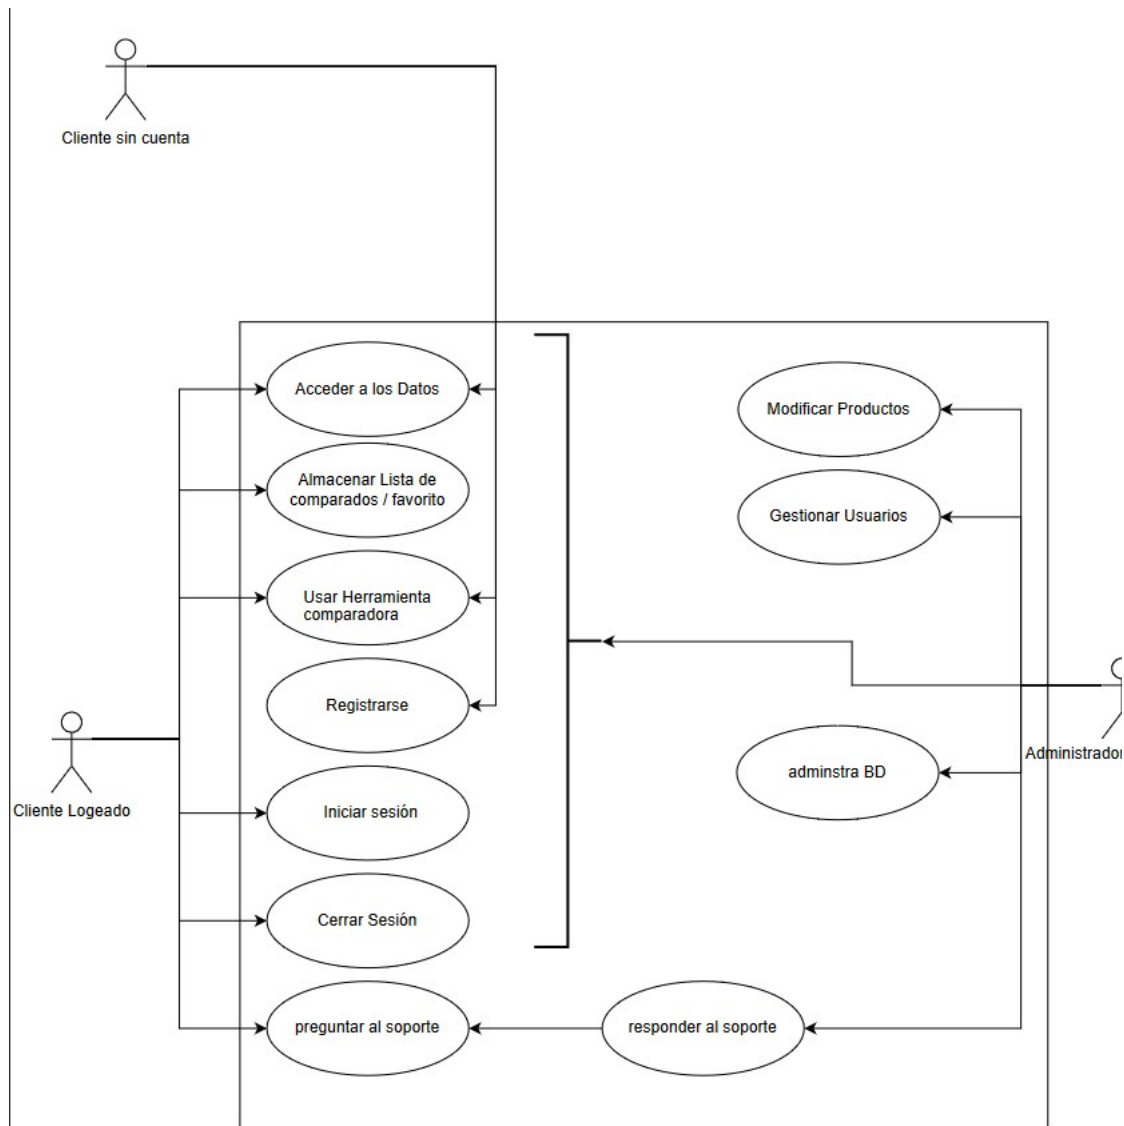 Cliente sin cuenta
Acceder a los Datos
Modificar Productos
Almacenar Lista de
comparados / favorito
Gestionar Usuarios
Usar Herramienta
comparadora
Registrarse
Administrador
adminstra BD
Cliente Logeado
Iniciar sesión
Cerrar Sesión
preguntar al soporte
responder al soporte